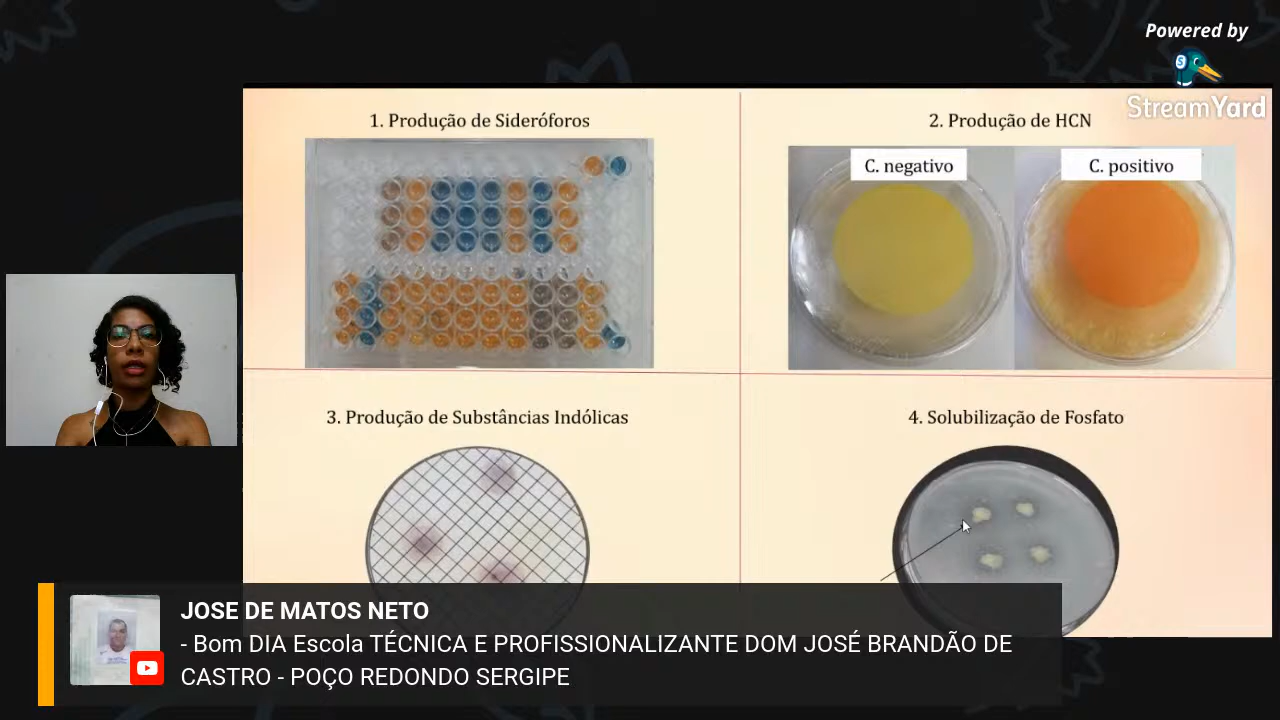 Powered by
StreamYard
1. Produção de Sideróforos
2. Produção de HCN
C. negativo
C. positivo
3. Produção de Substâncias Indólicas
4. Solubilização de Fosfato
JOSE DE MATOS NETO
- Bom DIA Escola TÉCNICA E PROFISSIONALIZANTE DOM JOSÉ BRANDÃO DE
CASTRO - POÇO REDONDO SERGIPE